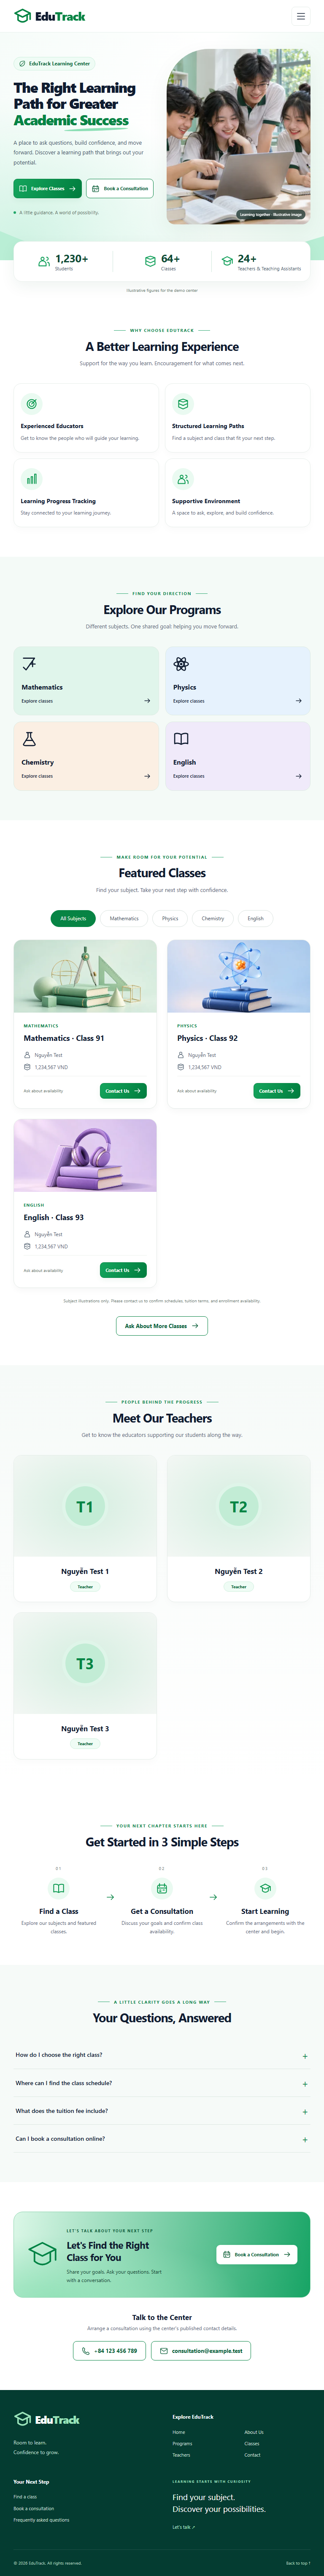 EduTrack
EduTrack Learning Center
The Right Learning
Path for Greater
Academic Success
A place to ask questions, build confidence, and move
forward. Discover a learning path that brings out your
potential.
Explore Classes →
Book a Consultation
A little guidance. A world of possibility.
Learning together · Illustrative image
1,230+
Students
64+
Classes
24+
Teachers & Teaching Assistants
Illustrative figures for the demo center
WHY CHOOSE EDUTRACK
A Better Learning Experience
Support for the way you learn. Encouragement for what comes next.
Experienced Educators
Get to know the people who will guide your learning.
Structured Learning Paths
Find a subject and class that fit your next step.
Learning Progress Tracking
Stay connected to your learning journey.
Supportive Environment
A space to ask, explore, and build confidence.
FIND YOUR DIRECTION
Explore Our Programs
Different subjects. One shared goal: helping you move forward.
Mathematics
Explore classes →
Physics
Explore classes →
Chemistry
Explore classes →
English
Explore classes →
MAKE ROOM FOR YOUR POTENTIAL
Featured Classes
Find your subject. Take your next step with confidence.
All Subjects
Mathematics
Physics
Chemistry
English
MATHEMATICS
Mathematics · Class 91
Nguyễn Test
1,234,567 VND
Ask about availability
Contact Us →
PHYSICS
Physics · Class 92
Nguyễn Test
1,234,567 VND
Ask about availability
Contact Us →
ENGLISH
English · Class 93
Nguyễn Test
1,234,567 VND
Ask about availability
Contact Us →
Subject illustrations only. Please contact us to confirm schedules, tuition terms, and enrollment availability.
Ask About More Classes →
PEOPLE BEHIND THE PROGRESS
Meet Our Teachers
Get to know the educators supporting our students along the way.
T1
Nguyễn Test 1
Teacher
T2
Nguyễn Test 2
Teacher
T3
Nguyễn Test 3
Teacher
YOUR NEXT CHAPTER STARTS HERE
Get Started in 3 Simple Steps
01
Find a Class
Explore our subjects and featured
classes.
→
02
Get a Consultation
Discuss your goals and confirm class
availability.
→
03
Start Learning
Confirm the arrangements with the
center and begin.
A LITTLE CLARITY GOES A LONG WAY
Your Questions, Answered
How do I choose the right class? +
Where can I find the class schedule? +
What does the tuition fee include? +
Can I book a consultation online? +
LET'S TALK ABOUT YOUR NEXT STEP
Let's Find the Right
Class for You
Share your goals. Ask your questions. Start
with a conversation.
Book a Consultation →
Talk to the Center
Arrange a consultation using the center's published contact details.
+84 123 456 789
consultation@example.test
EduTrack
Room to learn.
Confidence to grow.
Explore EduTrack
Home
About Us
Programs
Classes
Teachers
Contact
Your Next Step
Find a class
Book a consultation
Frequently asked questions
LEARNING STARTS WITH CURIOSITY
Find your subject.
Discover your possibilities.
Let's talk ↗
© 2026 EduTrack. All rights reserved.
Back to top ↑